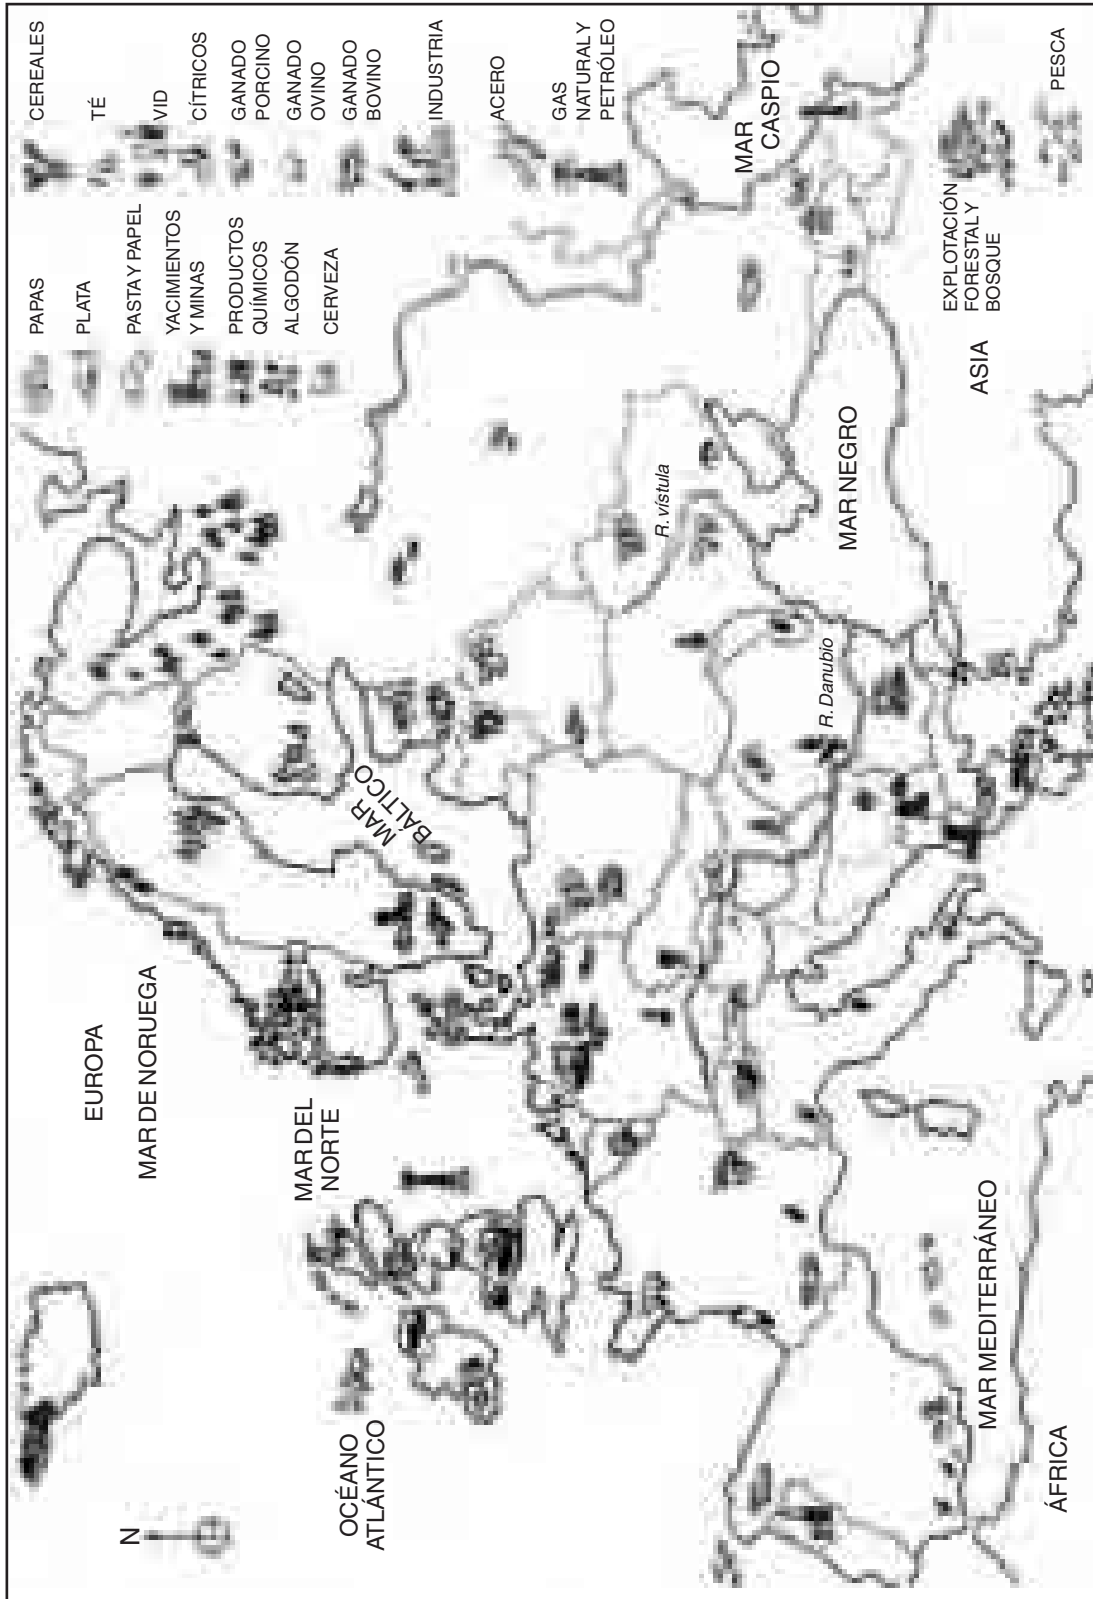 EUROPA
MAR DE NORUEGA
MAR DEL
NORTE
OCÉANO
ATLÁNTICO
N
MAR
BÁLTICO
MAR
CASPIO
MAR NEGRO
R. vístula
R. Danubio
ASIA
MAR MEDITERRÁNEO
ÁFRICA
PAPAS
PLATA
PASTA Y PAPEL
YACIMIENTOS
Y MINAS
PRODUCTOS
QUÍMICOS
ALGODÓN
CERVEZA
CEREALES
TÉ
VID
CÍTRICOS
GANADO
PORCINO
GANADO
OVINO
GANADO
BOVINO
INDUSTRIA
ACERO
GAS
NATURAL Y
PETRÓLEO
EXPLOTACIÓN
FORESTAL Y
BOSQUE
PESCA